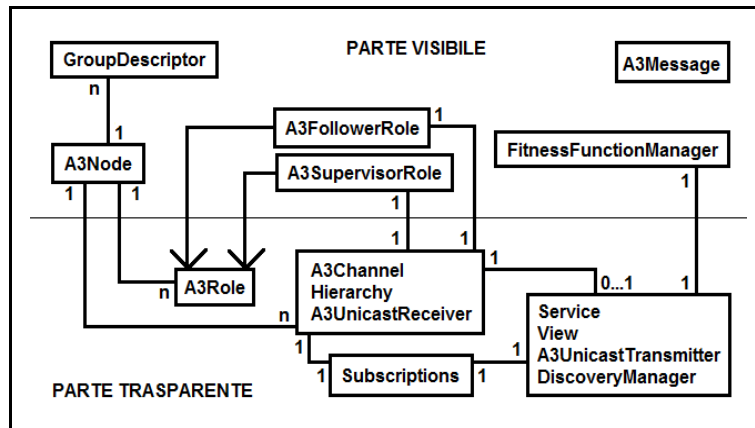 PARTE VISIBILE
GroupDescriptor
A3Message
n
1
A3FollowerRole
1
A3Node
FitnessFunctionManager
A3SupervisorRole
1
1
1
1
1
1
1
A3Channel
Hierarchy
A3UnicastReceiver
n
A3Role
n
0...1
1
Service
View
A3UnicastTransmitter
DiscoveryManager
1
1
Subscriptions
1
1
PARTE TRASPARENTE